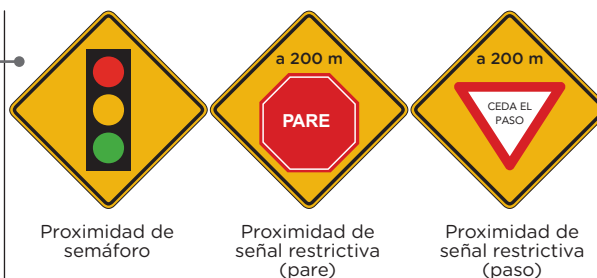 a 200 m
PARE
a 200 m
CEDA EL
PASO
Proximidad de
semáforo
Proximidad de
señal restrictiva
(pare)
Proximidad de
señal restrictiva
(paso)